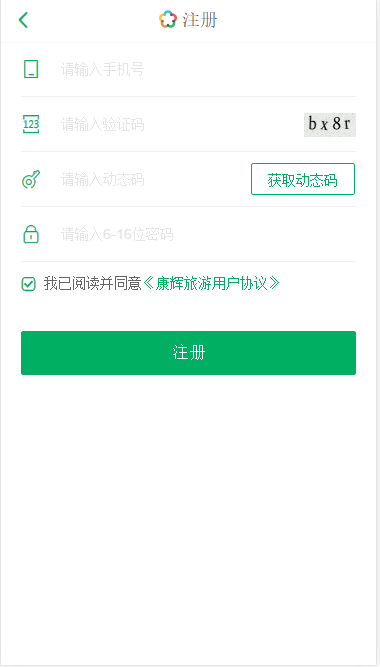 注册
请输入手机号
123
请输入验证码
bx8r
请输入动态码
获取动态码
请输入6-16位密码
我已阅读并同意《康辉旅游用户协议》
注册